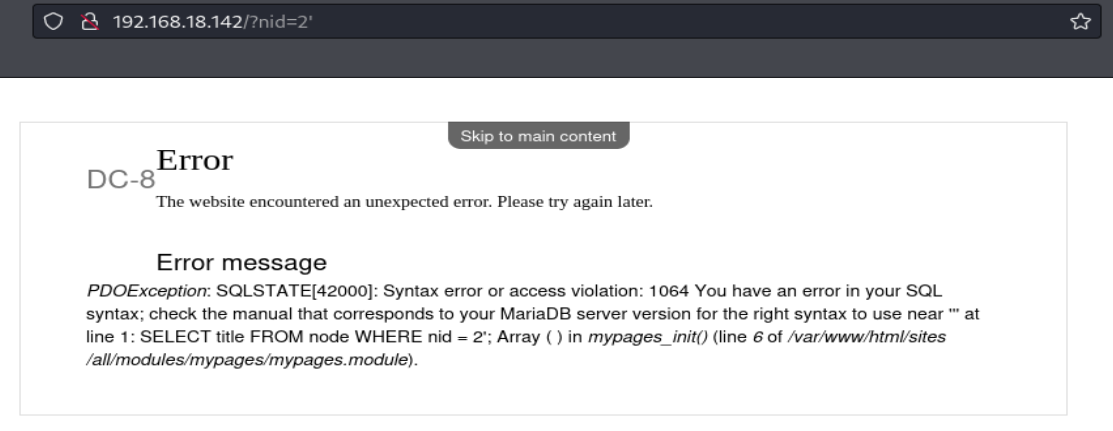 192.168.18.142/?nid=2'
Skip to main content
Error
DC-8
The website encountered an unexpected error. Please try again later.
Error message
PDOException: SQLSTATE[42000]: Syntax error or access violation: 1064 You have an error in your SQL
syntax; check the manual that corresponds to your MariaDB server version for the right syntax to use near ''' at
line 1: SELECT title FROM node WHERE nid = 2'; Array ( ) in mypages_init() (line 6 of /var/www/html/sites
/all/modules/mypages/mypages.module).